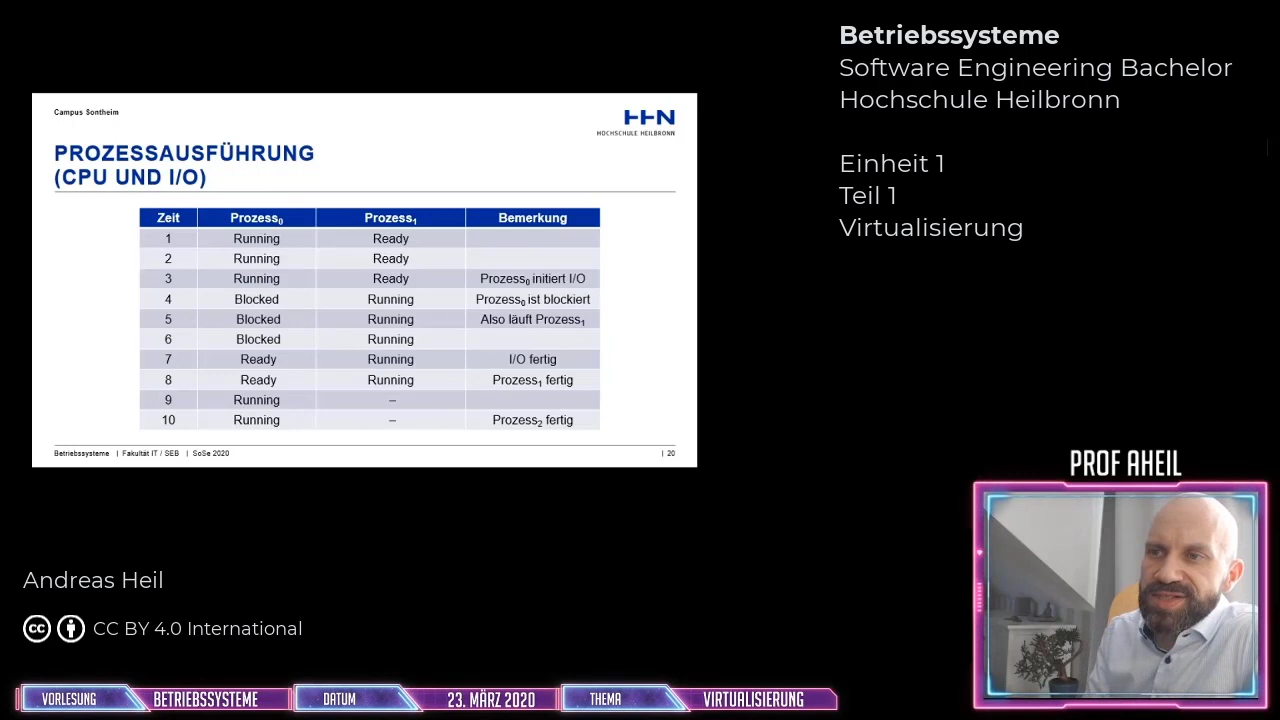 Betriebssysteme
Software Engineering Bachelor
Hochschule Heilbronn
Einheit 1
Teil 1
Virtualisierung
Campus Sontheim
HHN
HOCHSCHULE HEILBRONN
PROZESSAUSFÜHRUNG
(CPU UND I/O)
Zeit Prozess₀ Prozess₁ Bemerkung
1 Running Ready
2 Running Ready
3 Running Ready Prozess₀ initiert I/O
4 Blocked Running Prozess₀ ist blockiert
5 Blocked Running Also läuft Prozess₁
6 Blocked Running
7 Ready Running I/O fertig
8 Ready Running Prozess₁ fertig
9 Running –
10 Running – Prozess₂ fertig
Betriebssysteme | Fakultät IT / SEB | SoSe 2020 | 20
PROF AHEIL
Andreas Heil
cc CC BY 4.0 International
VORLESUNG BETRIEBSSYSTEME DATUM 23. MÄRZ 2020 THEMA VIRTUALISIERUNG